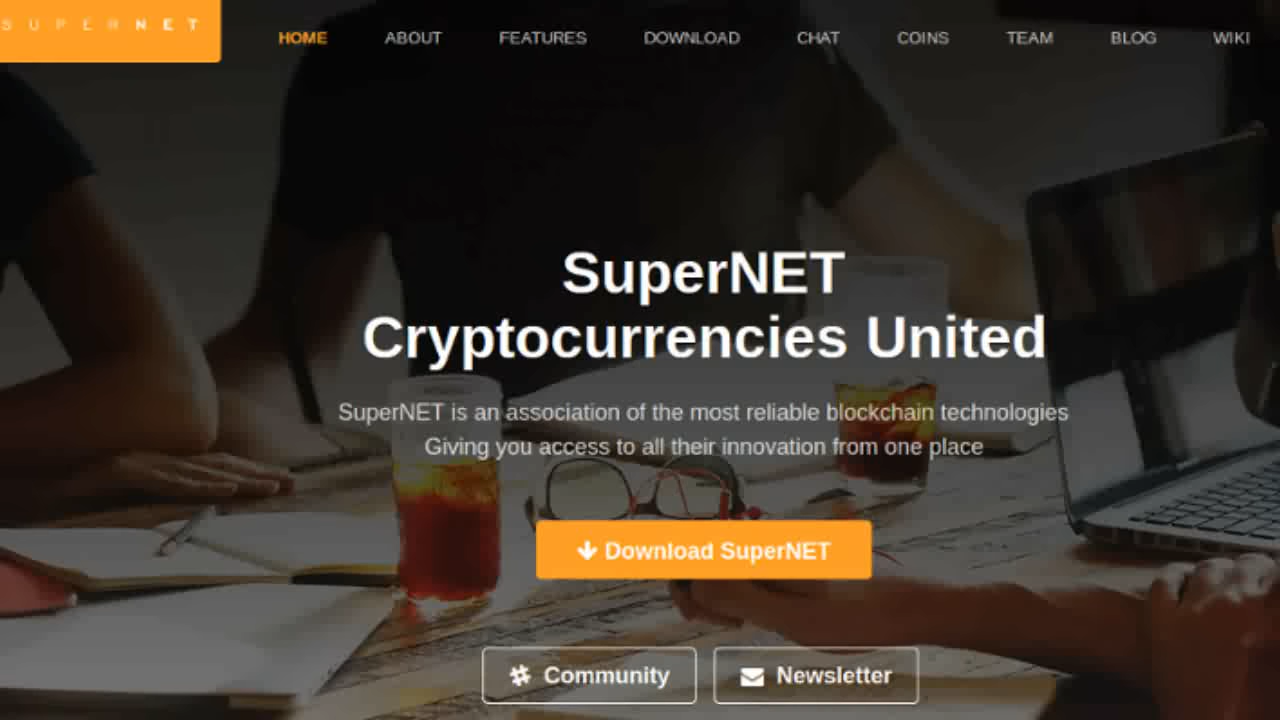 SUPERNET
HOME ABOUT FEATURES DOWNLOAD CHAT COINS TEAM BLOG WIKI
SuperNET
Cryptocurrencies United
SuperNET is an association of the most reliable blockchain technologies
Giving you access to all their innovation from one place
Download SuperNET
Community Newsletter